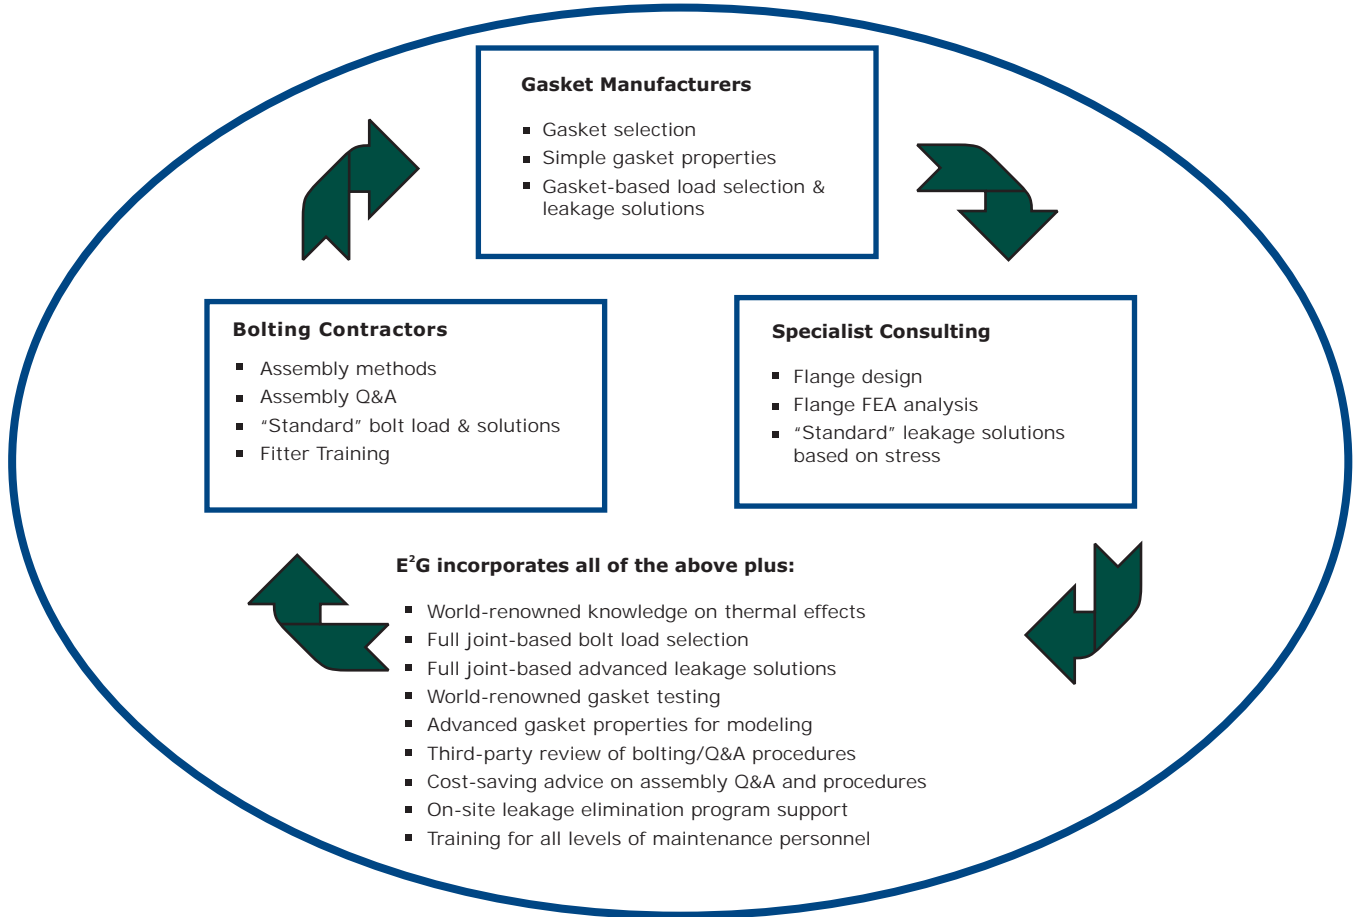 Gasket Manufacturers
▪ Gasket selection
▪ Simple gasket properties
▪ Gasket-based load selection &
leakage solutions
Bolting Contractors
▪ Assembly methods
▪ Assembly Q&A
▪ “Standard” bolt load & solutions
▪ Fitter Training
Specialist Consulting
▪ Flange design
▪ Flange FEA analysis
▪ “Standard” leakage solutions
based on stress
E²G incorporates all of the above plus:
▪ World-renowned knowledge on thermal effects
▪ Full joint-based bolt load selection
▪ Full joint-based advanced leakage solutions
▪ World-renowned gasket testing
▪ Advanced gasket properties for modeling
▪ Third-party review of bolting/Q&A procedures
▪ Cost-saving advice on assembly Q&A and procedures
▪ On-site leakage elimination program support
▪ Training for all levels of maintenance personnel